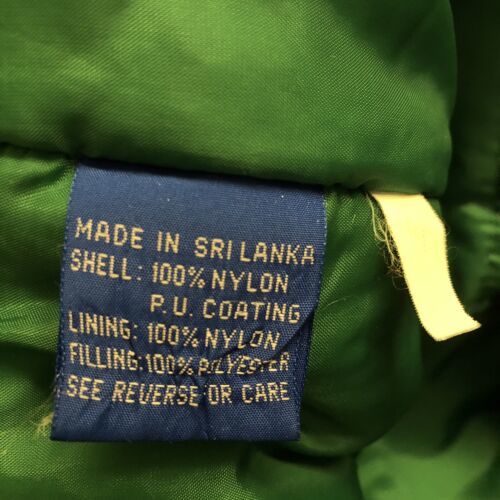 MADE IN SRI LANKA
SHELL: 100% NYLON
P.U. COATING
LINING: 100% NYLON
FILLING: 100% POLYESTER
SEE REVERSE OR CARE